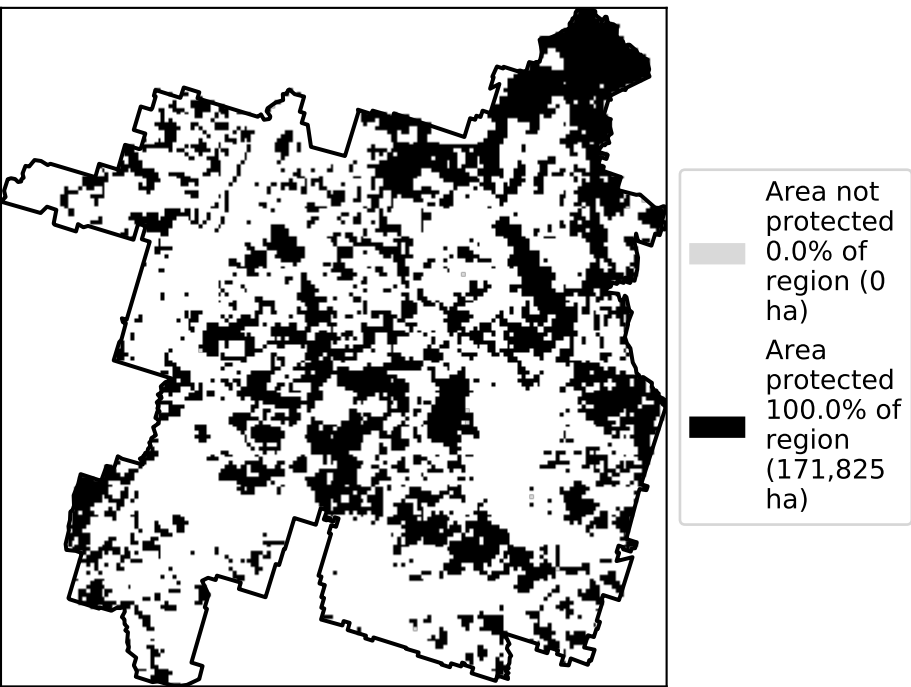 Area not
protected
0.0% of
region (0
ha)
Area
protected
100.0% of
region
(171,825
ha)